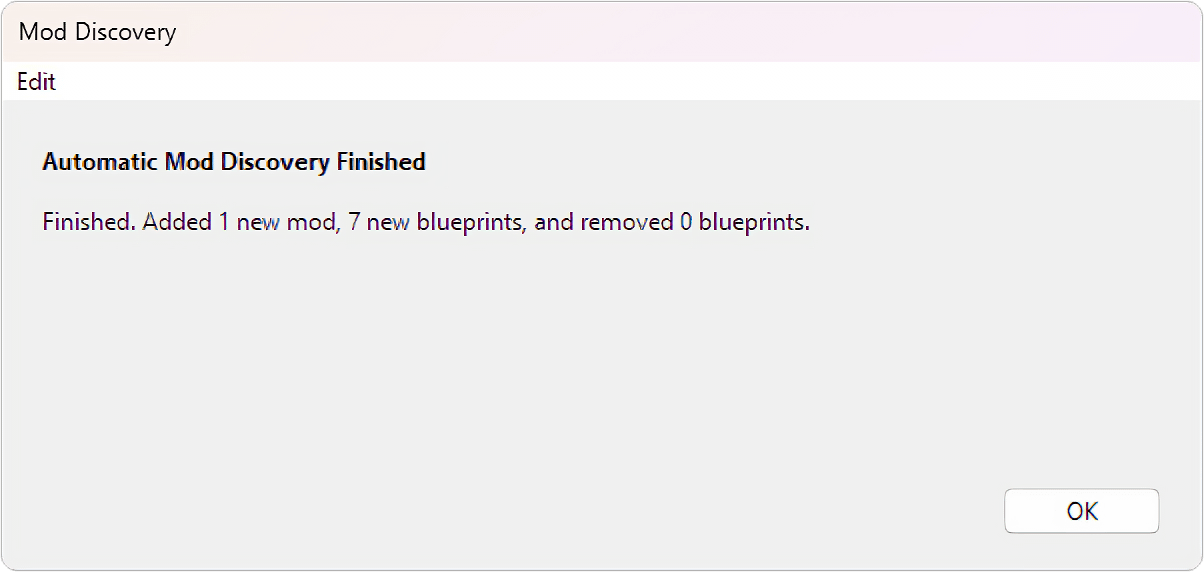 Mod Discovery
Edit
Automatic Mod Discovery Finished
Finished. Added 1 new mod, 7 new blueprints, and removed 0 blueprints.
OK